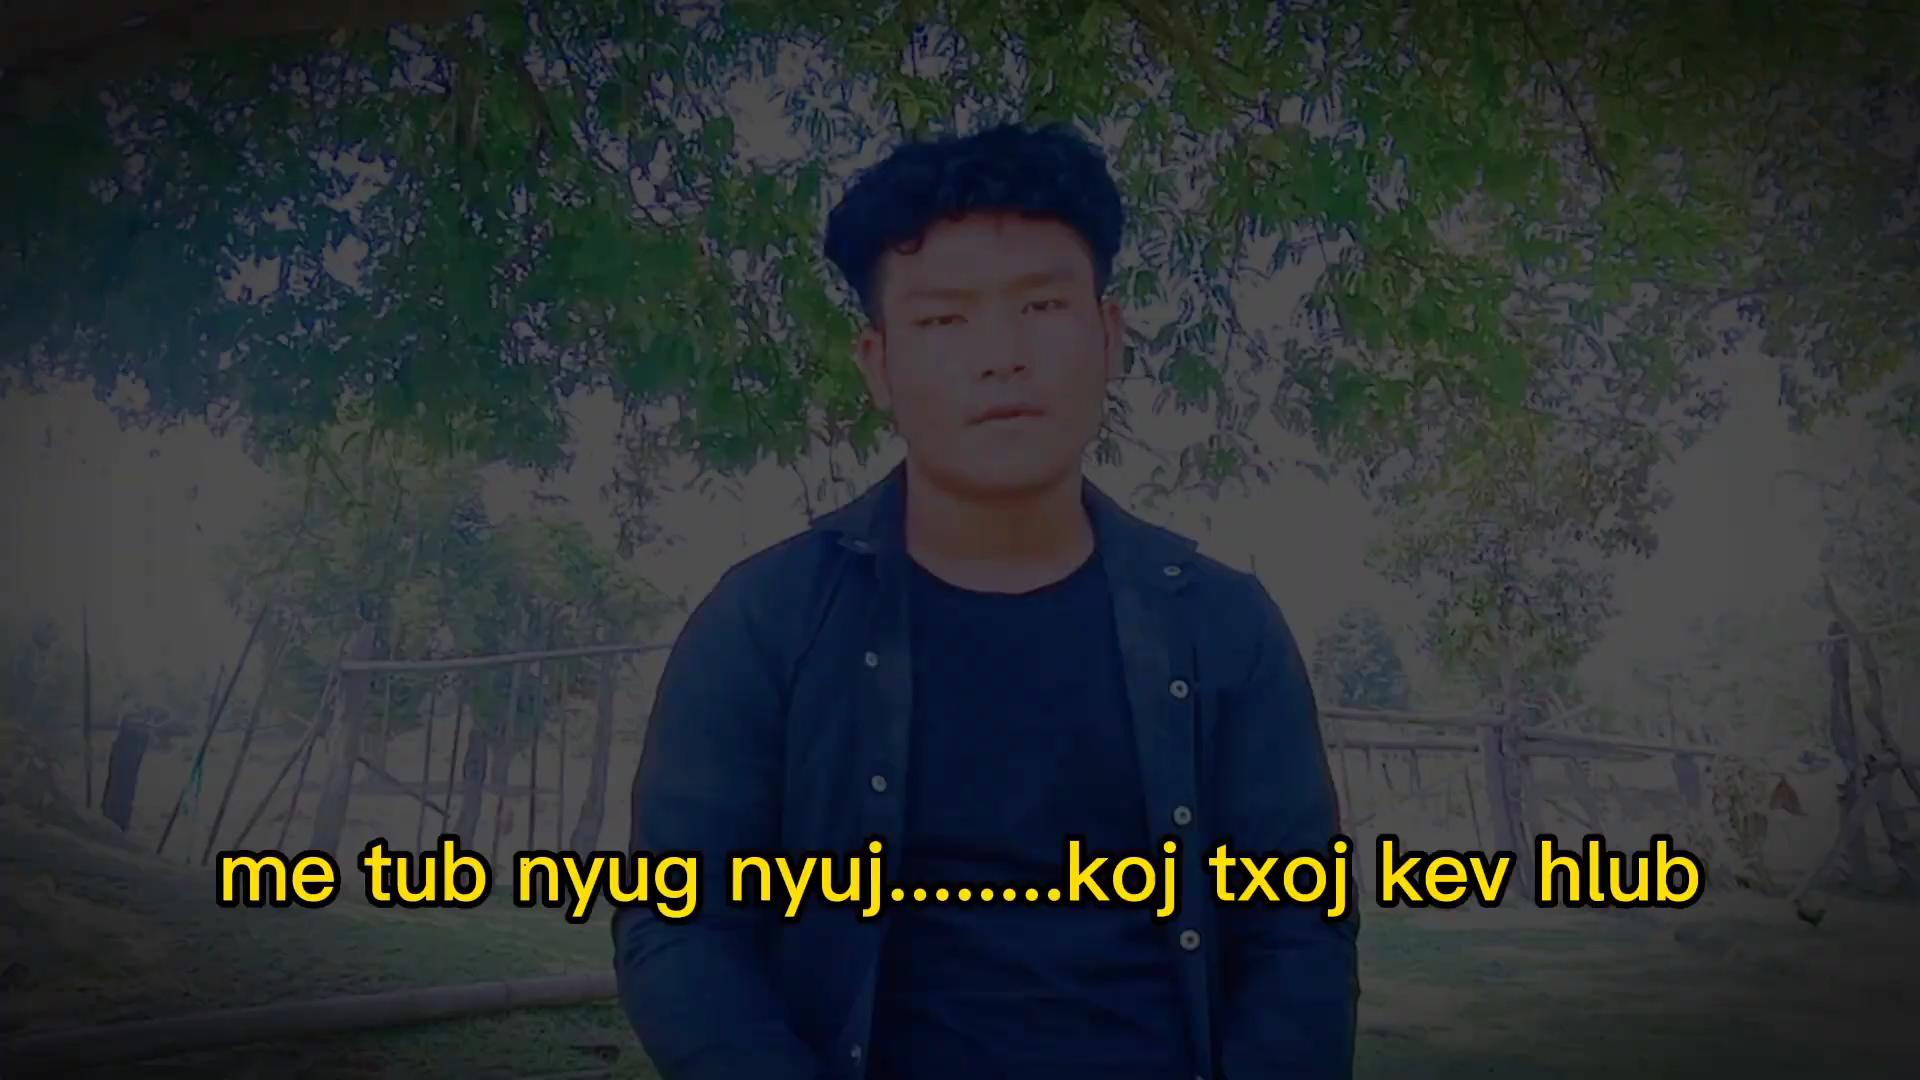 me tub nyug nyuj........koj txoj kev hlub